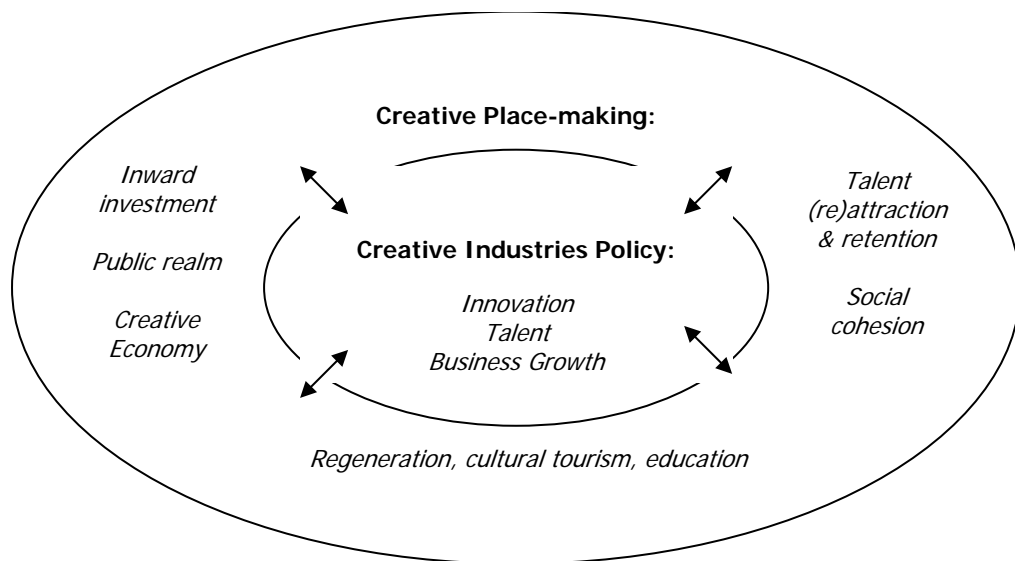 Creative Place-making:
Inward
investment
Public realm
Creative
Economy
Creative Industries Policy:
Innovation
Talent
Business Growth
Talent
(re)attraction
& retention
Social
cohesion
Regeneration, cultural tourism, education